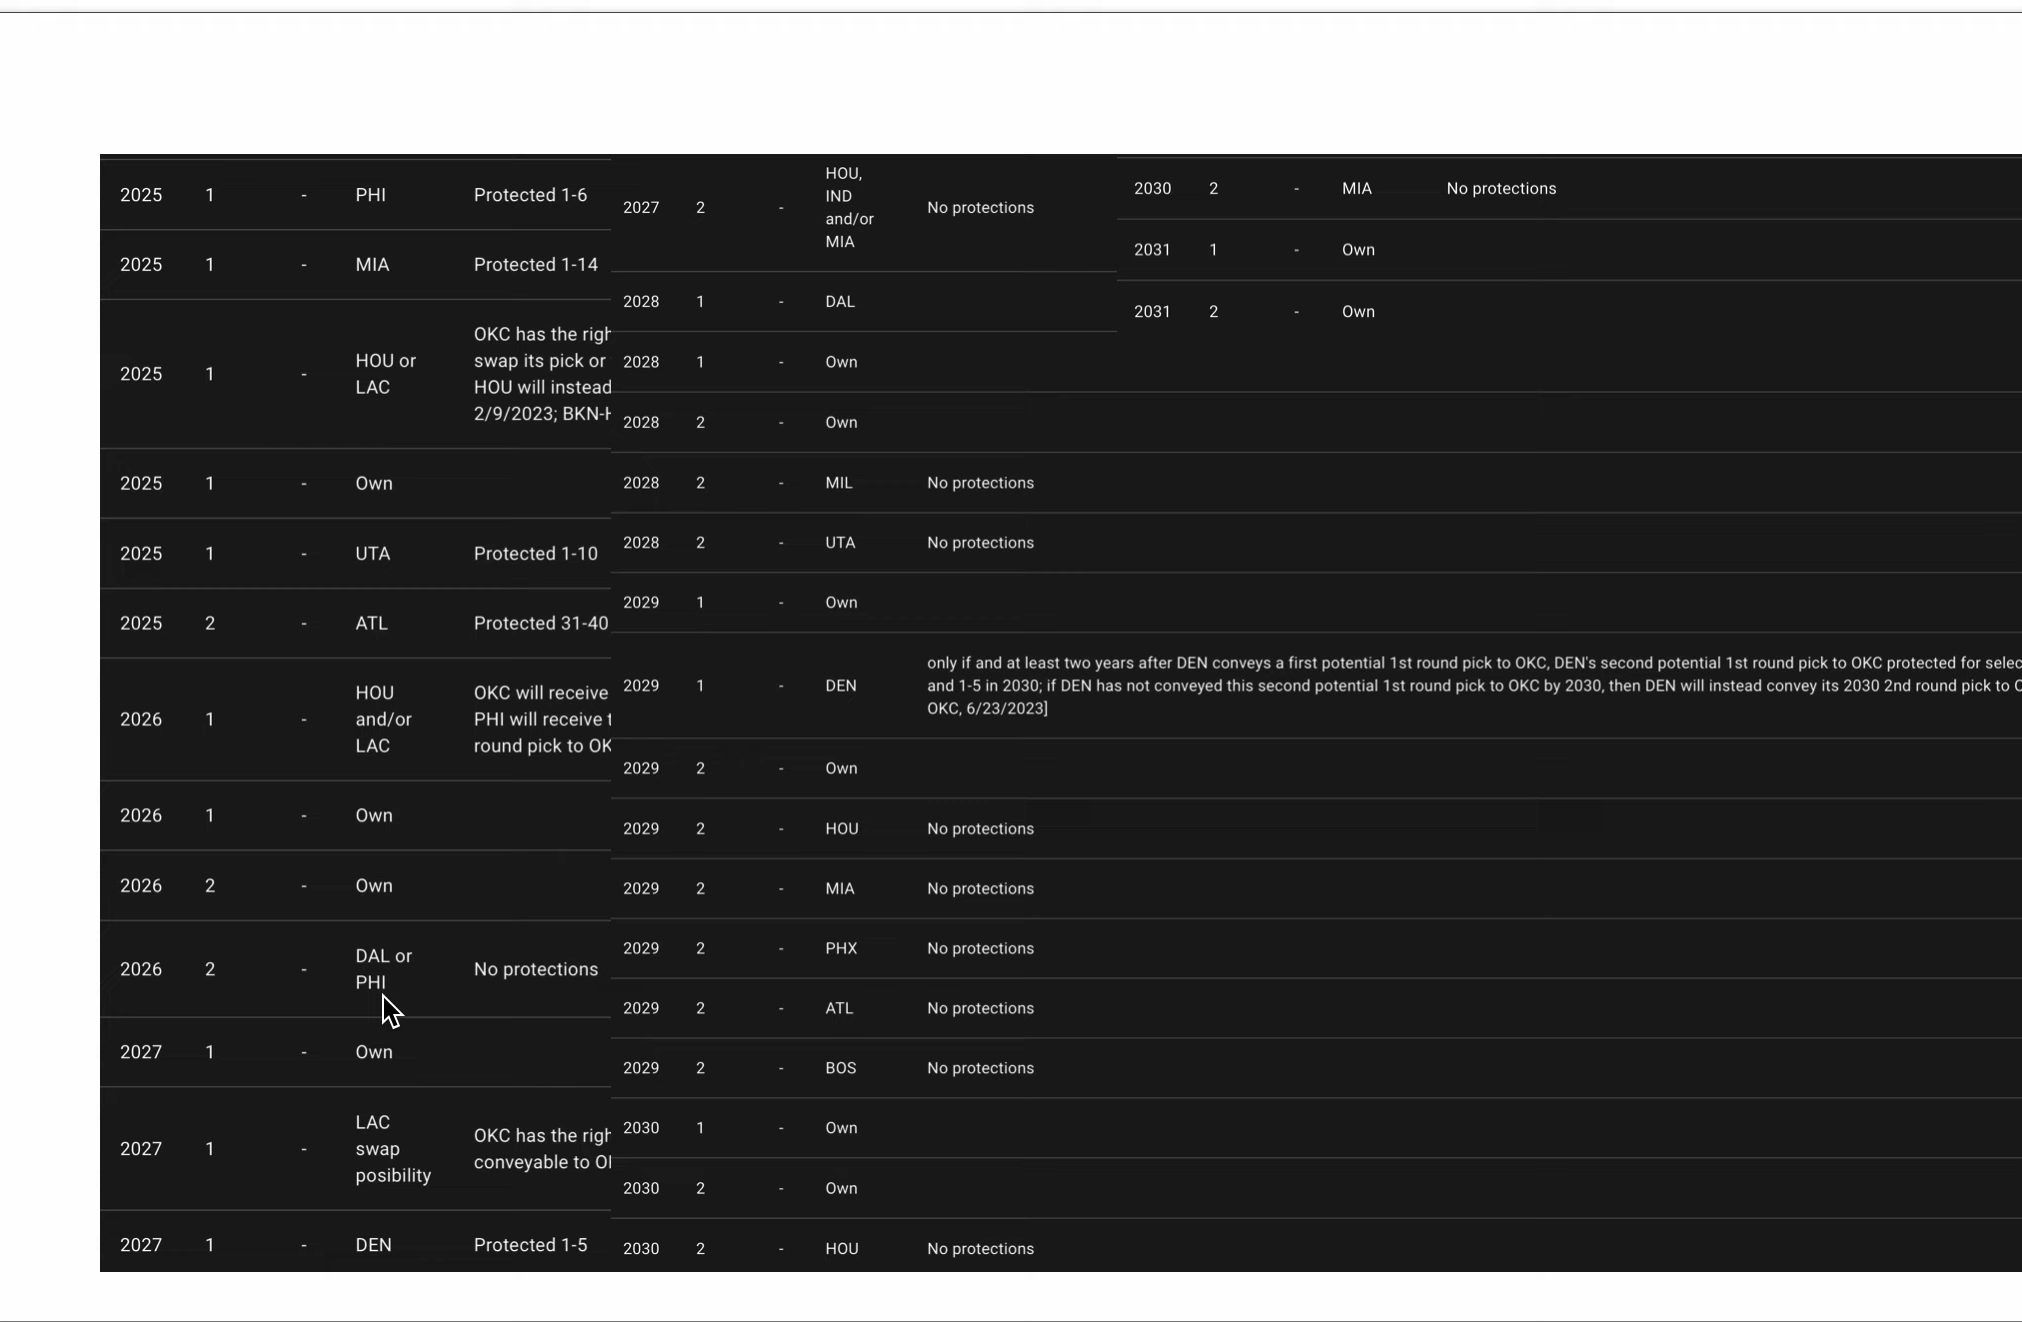 2025 1 - PHI Protected 1-6
2025 1 - MIA Protected 1-14
2025 1 - HOU or LAC
OKC has the righ
swap its pick or
HOU will instead
2/9/2023; BKN-H
2025 1 - Own
2025 1 - UTA Protected 1-10
2025 2 - ATL Protected 31-40
2026 1 - HOU and/or LAC
OKC will receive
PHI will receive t
round pick to OK
2026 1 - Own
2026 2 - Own
2026 2 - DAL or PHI No protections
2027 1 - Own
2027 1 - LAC swap posibility
OKC has the righ
conveyable to O
2027 1 - DEN Protected 1-5
2027 2 - HOU, IND and/or MIA No protections
2028 1 - DAL
2028 1 - Own
2028 2 - Own
2028 2 - MIL No protections
2028 2 - UTA No protections
2029 1 - Own
2029 1 - DEN
only if and at least two years after DEN conveys a first potential 1st round pick to OKC, DEN's second potential 1st round pick to OKC protected for selec
and 1-5 in 2030; if DEN has not conveyed this second potential 1st round pick to OKC by 2030, then DEN will instead convey its 2030 2nd round pick to O
OKC, 6/23/2023]
2029 2 - Own
2029 2 - HOU No protections
2029 2 - MIA No protections
2029 2 - PHX No protections
2029 2 - ATL No protections
2029 2 - BOS No protections
2030 1 - Own
2030 2 - Own
2030 2 - HOU No protections
2030 2 - MIA No protections
2031 1 - Own
2031 2 - Own